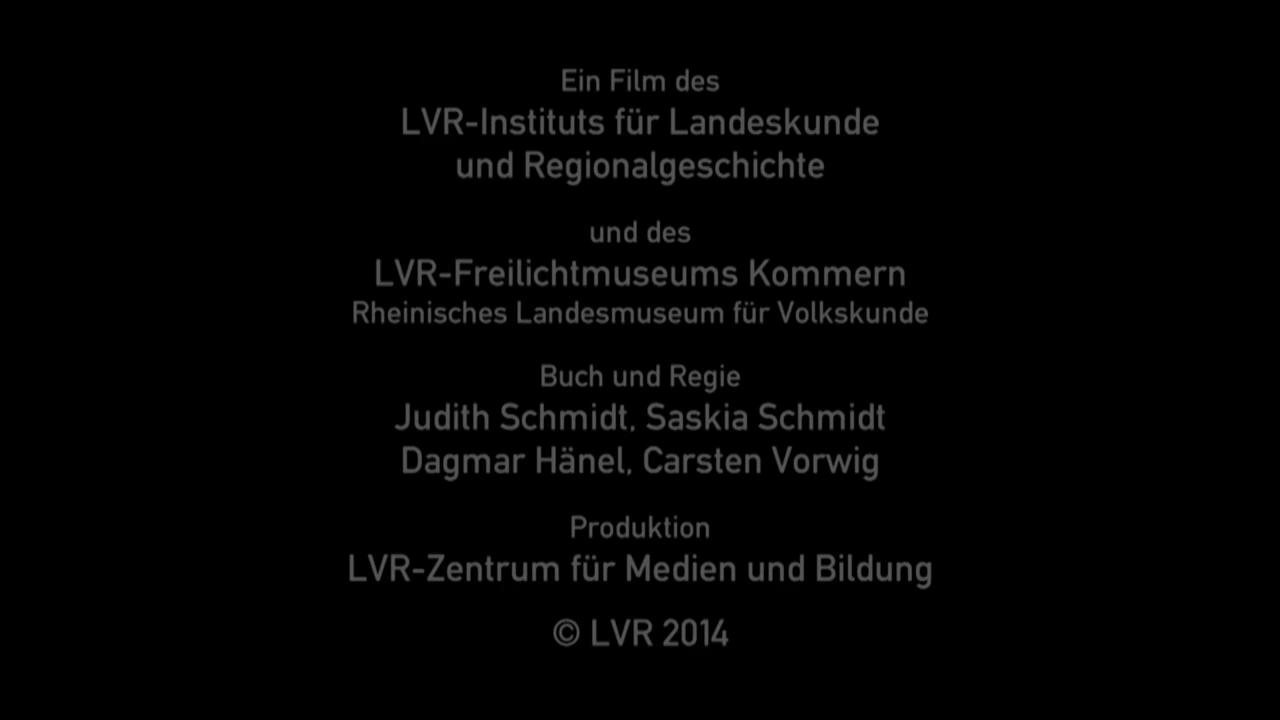 Ein Film des
LVR-Instituts für Landeskunde
und Regionalgeschichte
und des
LVR-Freilichtmuseums Kommern
Rheinisches Landesmuseum für Volkskunde
Buch und Regie
Judith Schmidt, Saskia Schmidt
Dagmar Hänel, Carsten Vorwig
Produktion
LVR-Zentrum für Medien und Bildung
© LVR 2014